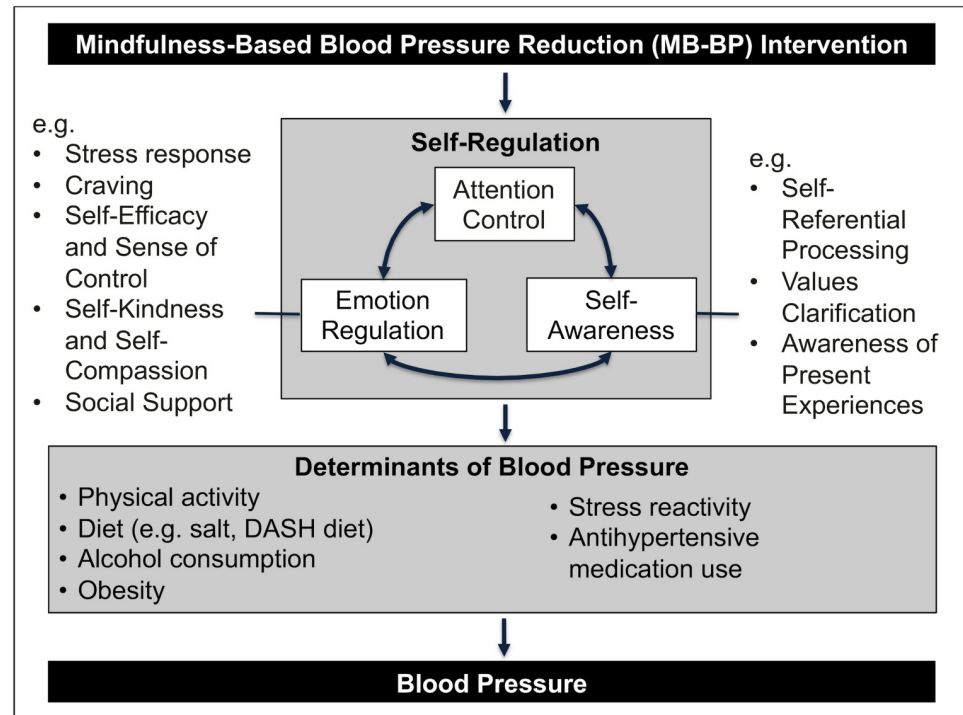 Mindfulness-Based Blood Pressure Reduction (MB-BP) Intervention
e.g.
• Stress response
• Craving
• Self-Efficacy
and Sense of
Control
• Self-Kindness
and Self-
Compassion
• Social Support
Self-Regulation
Attention
Control
Emotion
Regulation
Self-
Awareness
e.g.
• Self-
Referential
Processing
• Values
Clarification
• Awareness of
Present
Experiences
Determinants of Blood Pressure
• Physical activity
• Diet (e.g. salt, DASH diet)
• Alcohol consumption
• Obesity
• Stress reactivity
• Antihypertensive
medication use
Blood Pressure